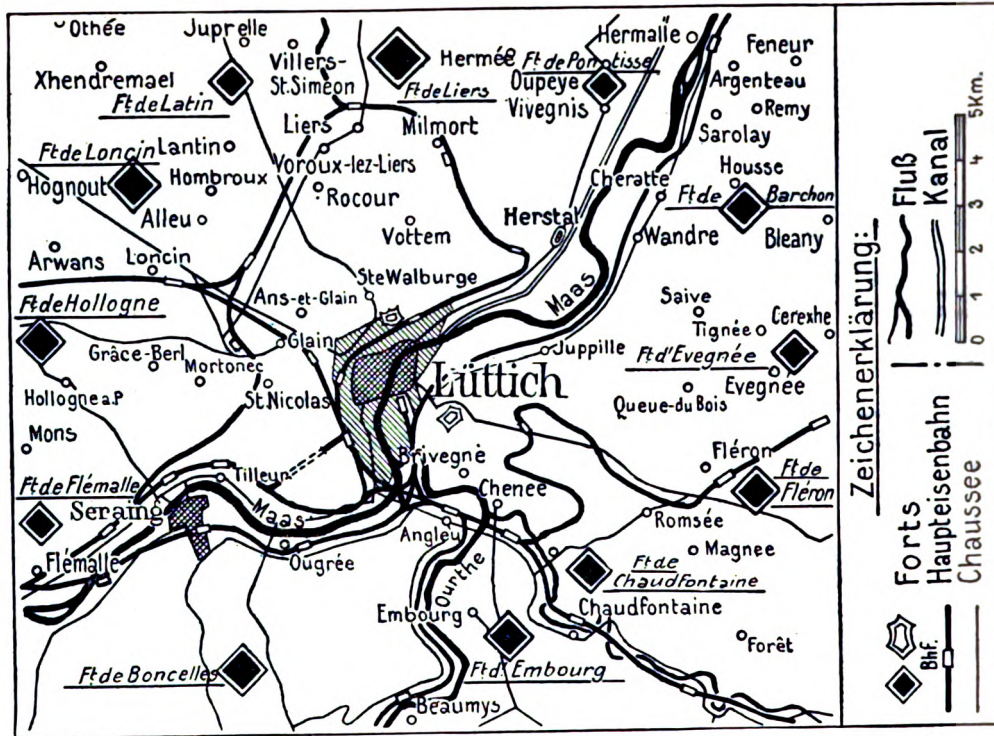 Othée
Juprelle
Villers-
St.Siméon
Hermée
Hermalle
Feneur
Xhendremael
Ft de Latin
Ft de Liers
Ft de Pontisse
Oupeye
Vivegnis
Argenteau
Remy
Liers
Milmort
Sarolay
Ft de Loncin
Lantin
Voroux-lez-Liers
Hognout
Hombroux
Rocour
Cheratte
Housse
Ft de
Barchon
Alleu
Vottem
Herstal
Wandre
Bleany
Arwans
Loncin
Ste Walburge
Maas
Ft de Hollogne
Ans-et-Glain
Saive
Tignée
Cerexhe
Glain
Juppille
Ft d'Evegnée
Grâce-Berl
Mortonec
Lüttich
Evegnée
Hollogne a.P
St.Nicolas
Queue-du Bois
Mons
Brivegnè
Fléron
Ft de Flémalle
Tilleur
Chenée
Ft de
Fléron
Seraing
Maas
Angleu
Romsée
Flémalle
Ougrée
Ourthe
Magnee
Ft de
Chaudfontaine
Embourg
Chaudfontaine
Forêt
Ft de Boncelles
Ft d' Embourg
Beaumys
Zeichenerklärung:
Forts
Fluß
Bhf.
Haupteisenbahn
Kanal
Chaussee
0 1 2 3 4 5 Km.